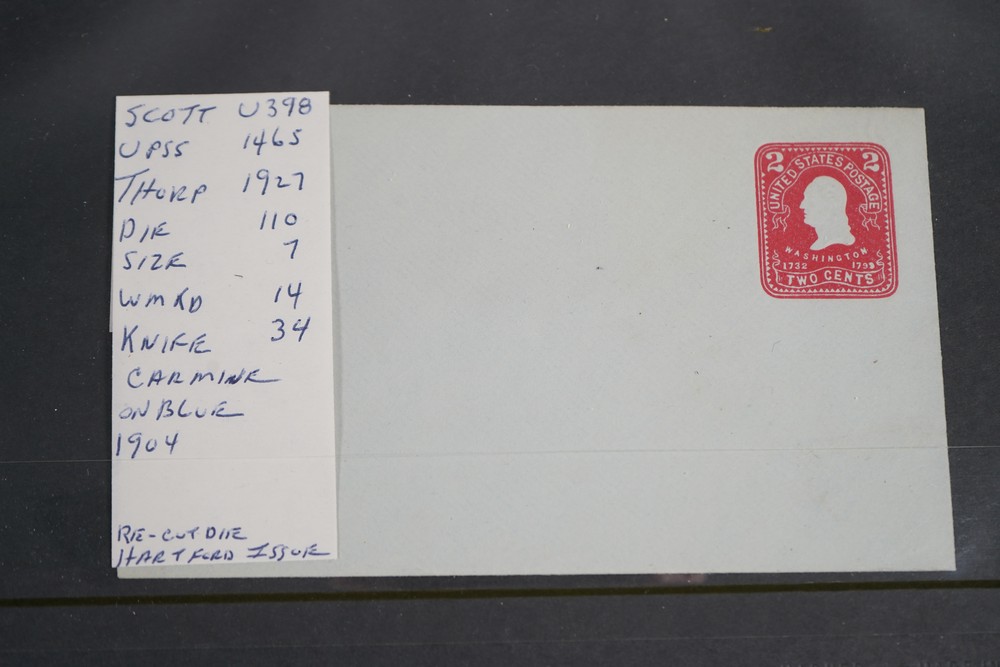 SCOTT U398
UPSS 1465
THORP 1927
DIE 110
SIZE 7
WMKD 14
KNIFE 34
CARMINE
ON BLUE
1904
RE-CUT DIE
HARTFORD ISSUE
2 2
UNITED STATES POSTAGE
WASHINGTON
1732 1799
TWO CENTS